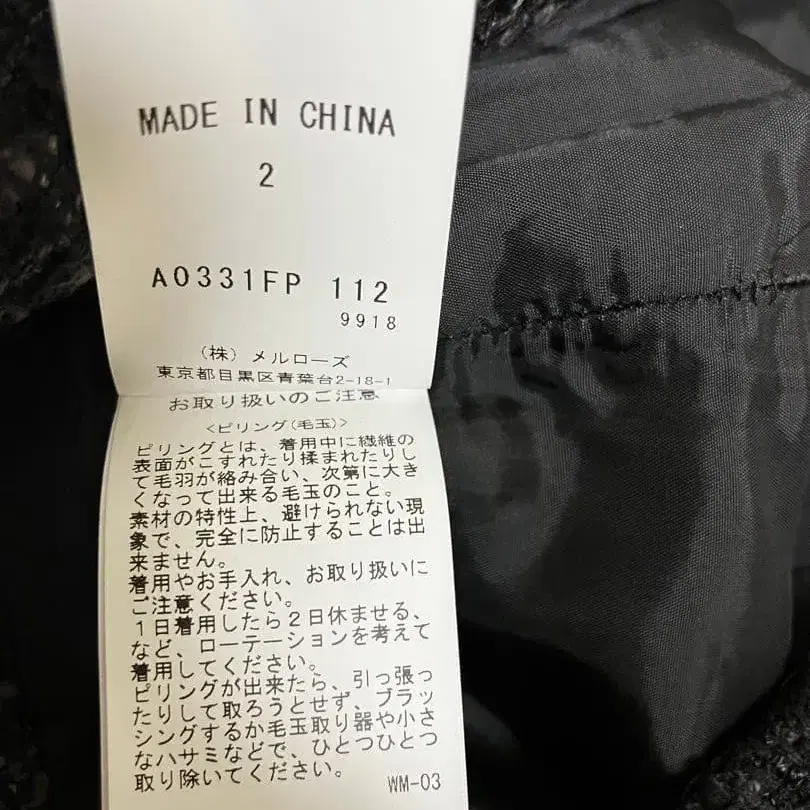 MADE IN CHINA
2
A0331FP 112
9918
(株) メルローズ
東京都目黒区青葉台2-18-1
お取り扱いのご注意
<ピリング(毛玉)>
ピリングとは、着用中に繊維の
表面がこすれたり揉まれたりし
て毛羽が絡み合い、次第に大き
くなって出来る毛玉のこと。
素材の特性上、避けられない現
象で、完全に防止することは出
来ません。
着用やお手入れ、お取り扱いに
ご注意ください。
1日着用したら2日休ませる、
など、ローテーションを考えて
着用してください。
ピリングが出来たら、引っ張っ
たりして取ろうとせず、ブラッ
シングするか毛玉取り器や小さ
なハサミなどで、ひとつひとつ
取り除いてください。
WM-03